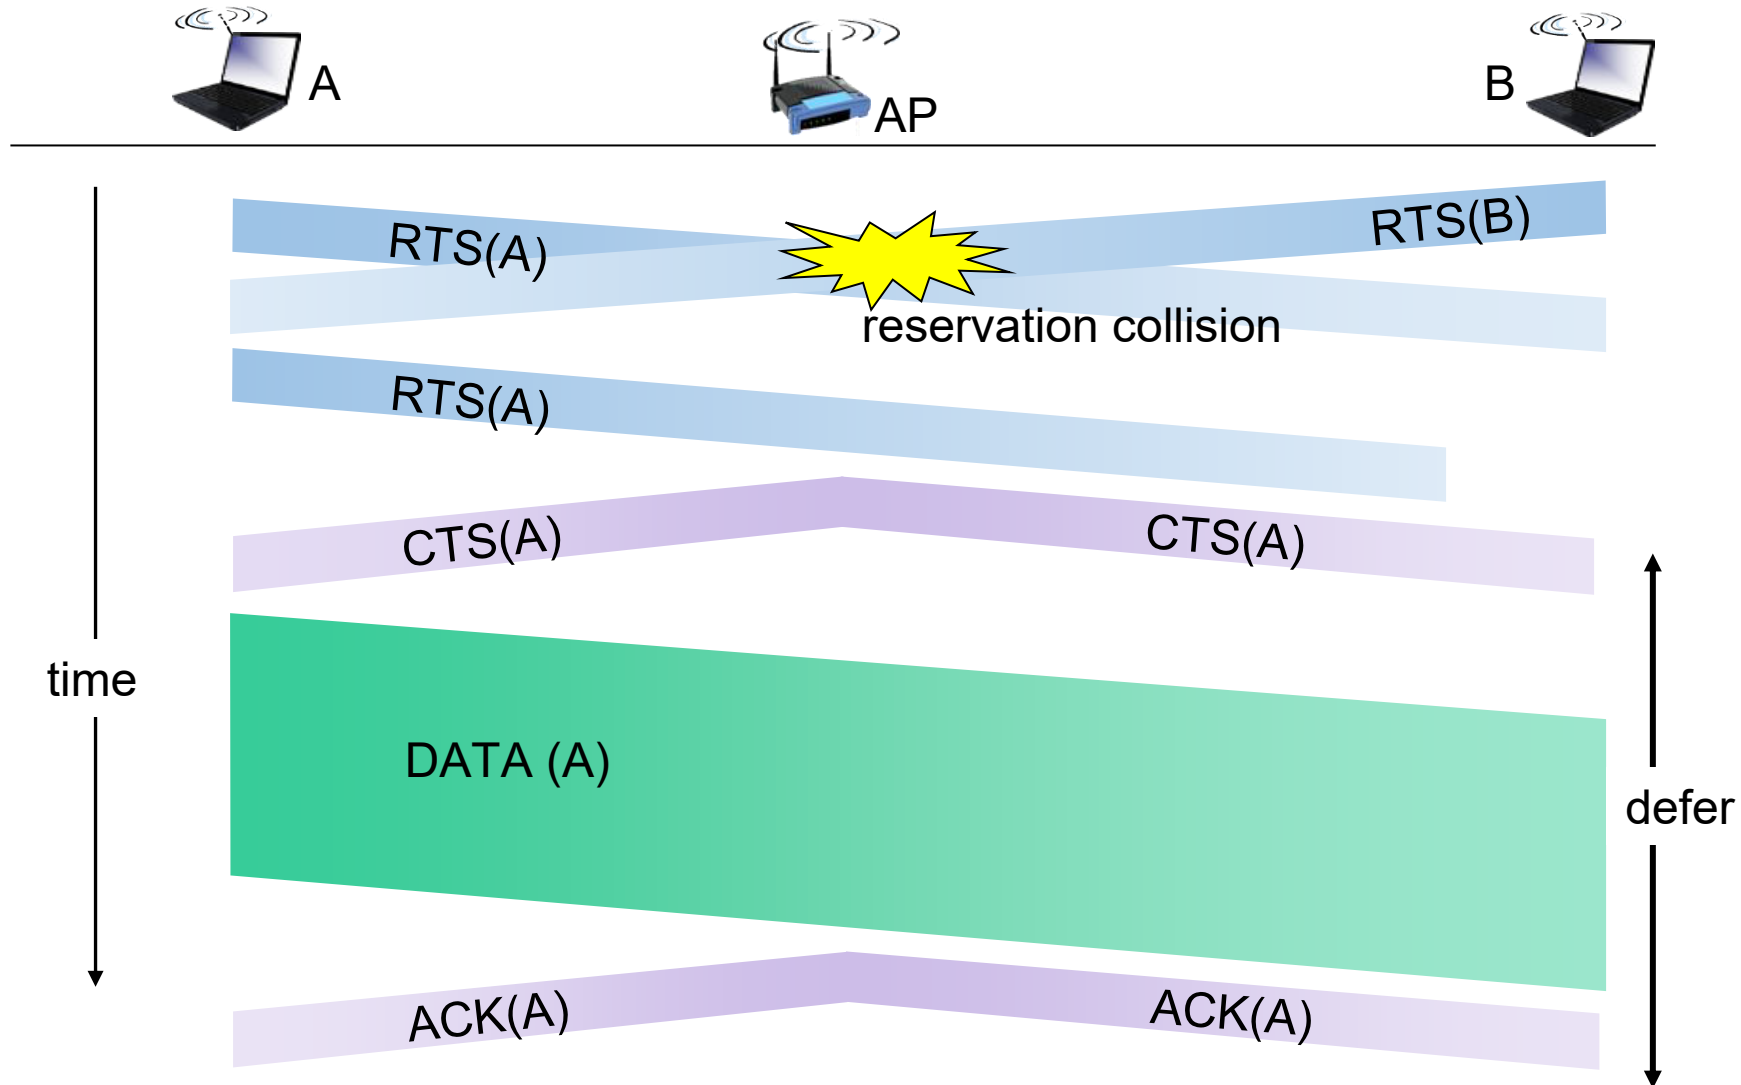 A
AP
B
RTS(A)
RTS(B)
reservation collision
RTS(A)
CTS(A)
CTS(A)
time
DATA (A)
defer
ACK(A)
ACK(A)